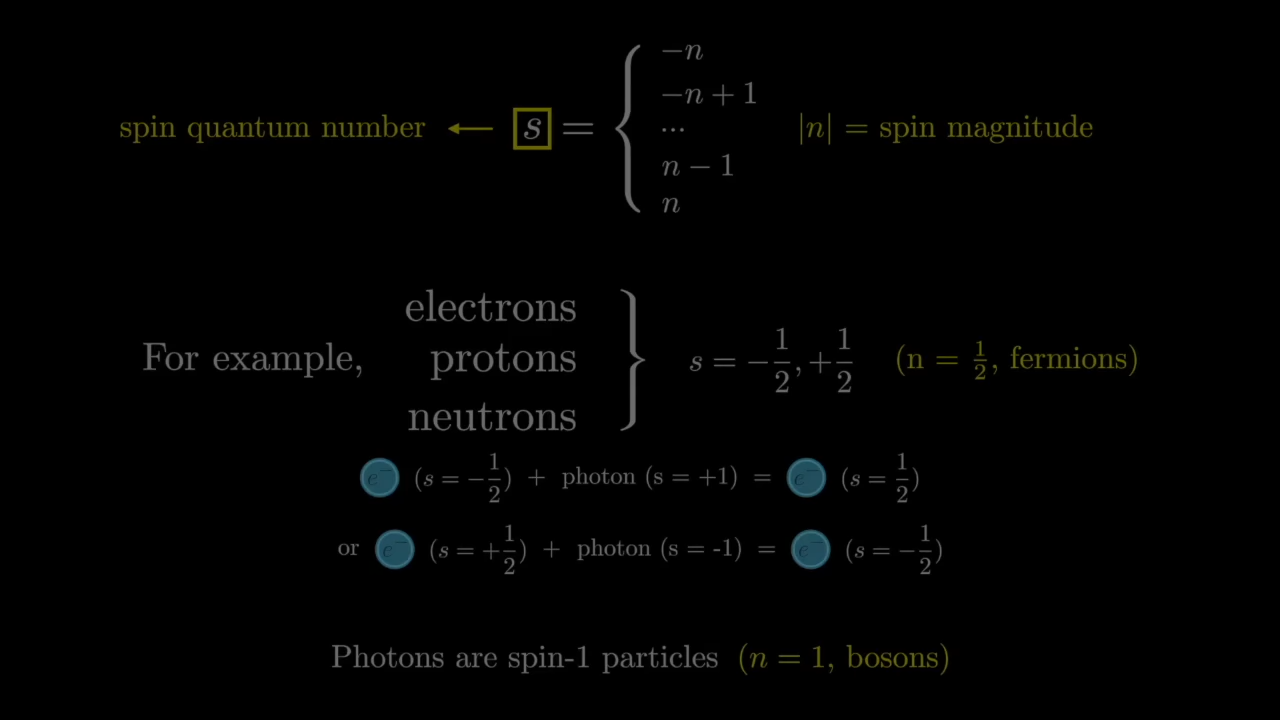 spin quantum number ← s = { −n
−n + 1
...
n − 1
n
|n| = spin magnitude
For example,
electrons
protons
neutrons
} s = −1/2, +1/2 (n = 1/2, fermions)
e⁻ (s = −1/2) + photon (s = +1) = e⁻ (s = 1/2)
or e⁻ (s = +1/2) + photon (s = -1) = e⁻ (s = −1/2)
Photons are spin-1 particles (n = 1, bosons)